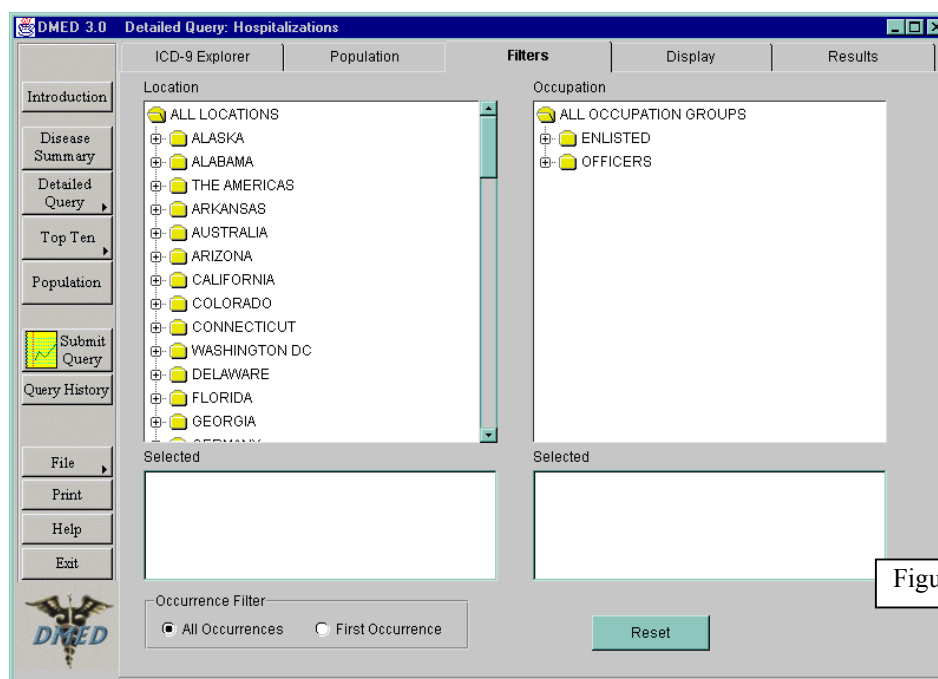 DMED 3.0 Detailed Query: Hospitalizations
ICD-9 Explorer Population Filters Display Results
Introduction
Disease
Summary
Detailed
Query
Top Ten
Population
Submit
Query
Query History
File
Print
Help
Exit
DMED
Location
ALL LOCATIONS
ALASKA
ALABAMA
THE AMERICAS
ARKANSAS
AUSTRALIA
ARIZONA
CALIFORNIA
COLORADO
CONNECTICUT
WASHINGTON DC
DELAWARE
FLORIDA
GEORGIA
Selected
Occupation
ALL OCCUPATION GROUPS
ENLISTED
OFFICERS
Selected
Occurrence Filter
All Occurrences First Occurrence
Reset
Figu